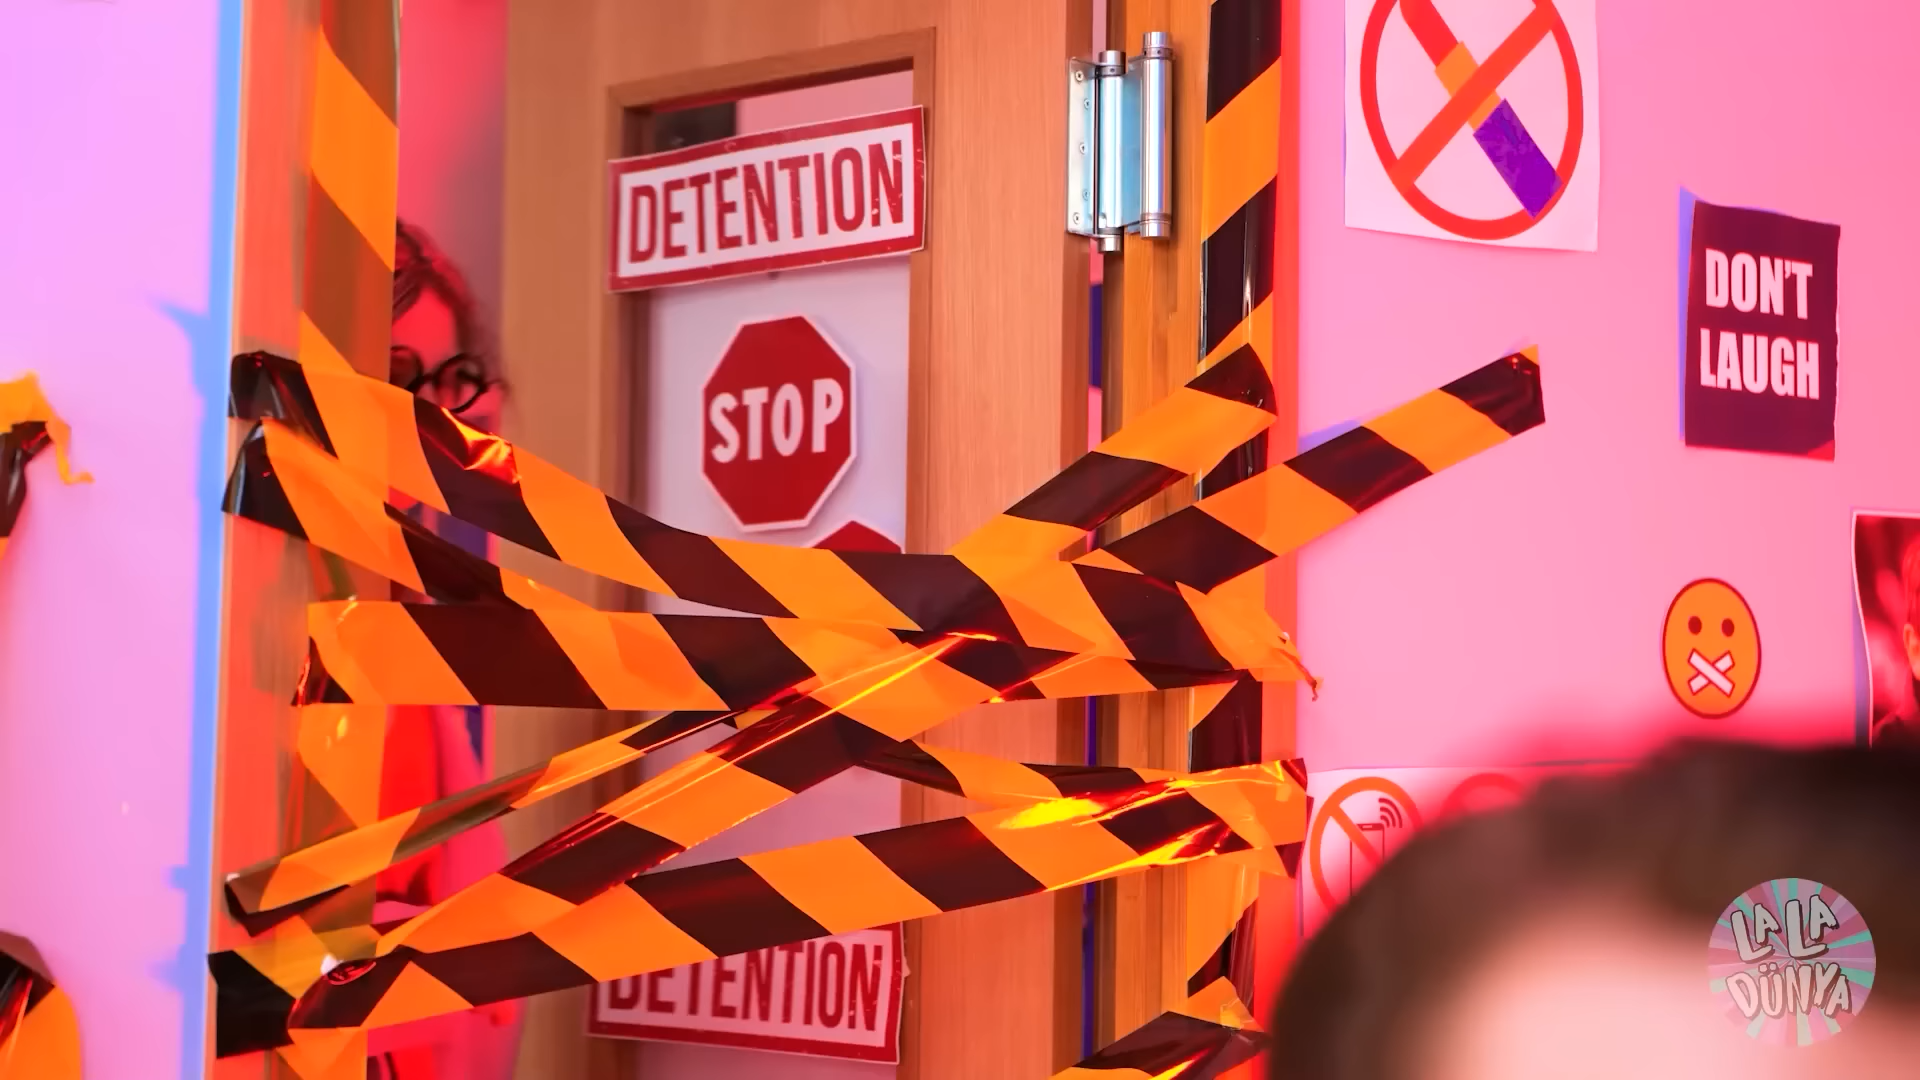 DETENTION
STOP
DON'T
LAUGH
DETENTION
LA LA
DÜNYA